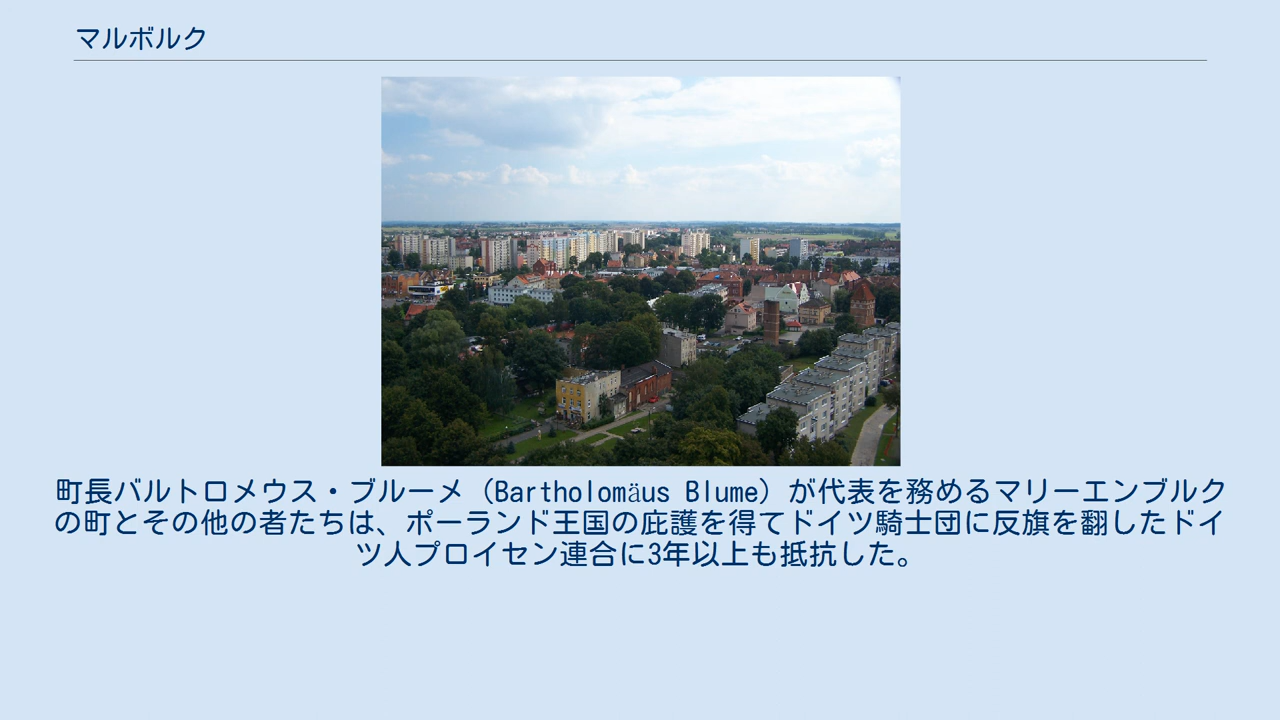 マルボルク
町長バルトロメウス・ブルーメ（Bartholomäus Blume）が代表を務めるマリーエンブルク
の町とその他の者たちは、ポーランド王国の庇護を得てドイツ騎士団に反旗を翻したドイ
ツ人プロイセン連合に3年以上も抵抗した。